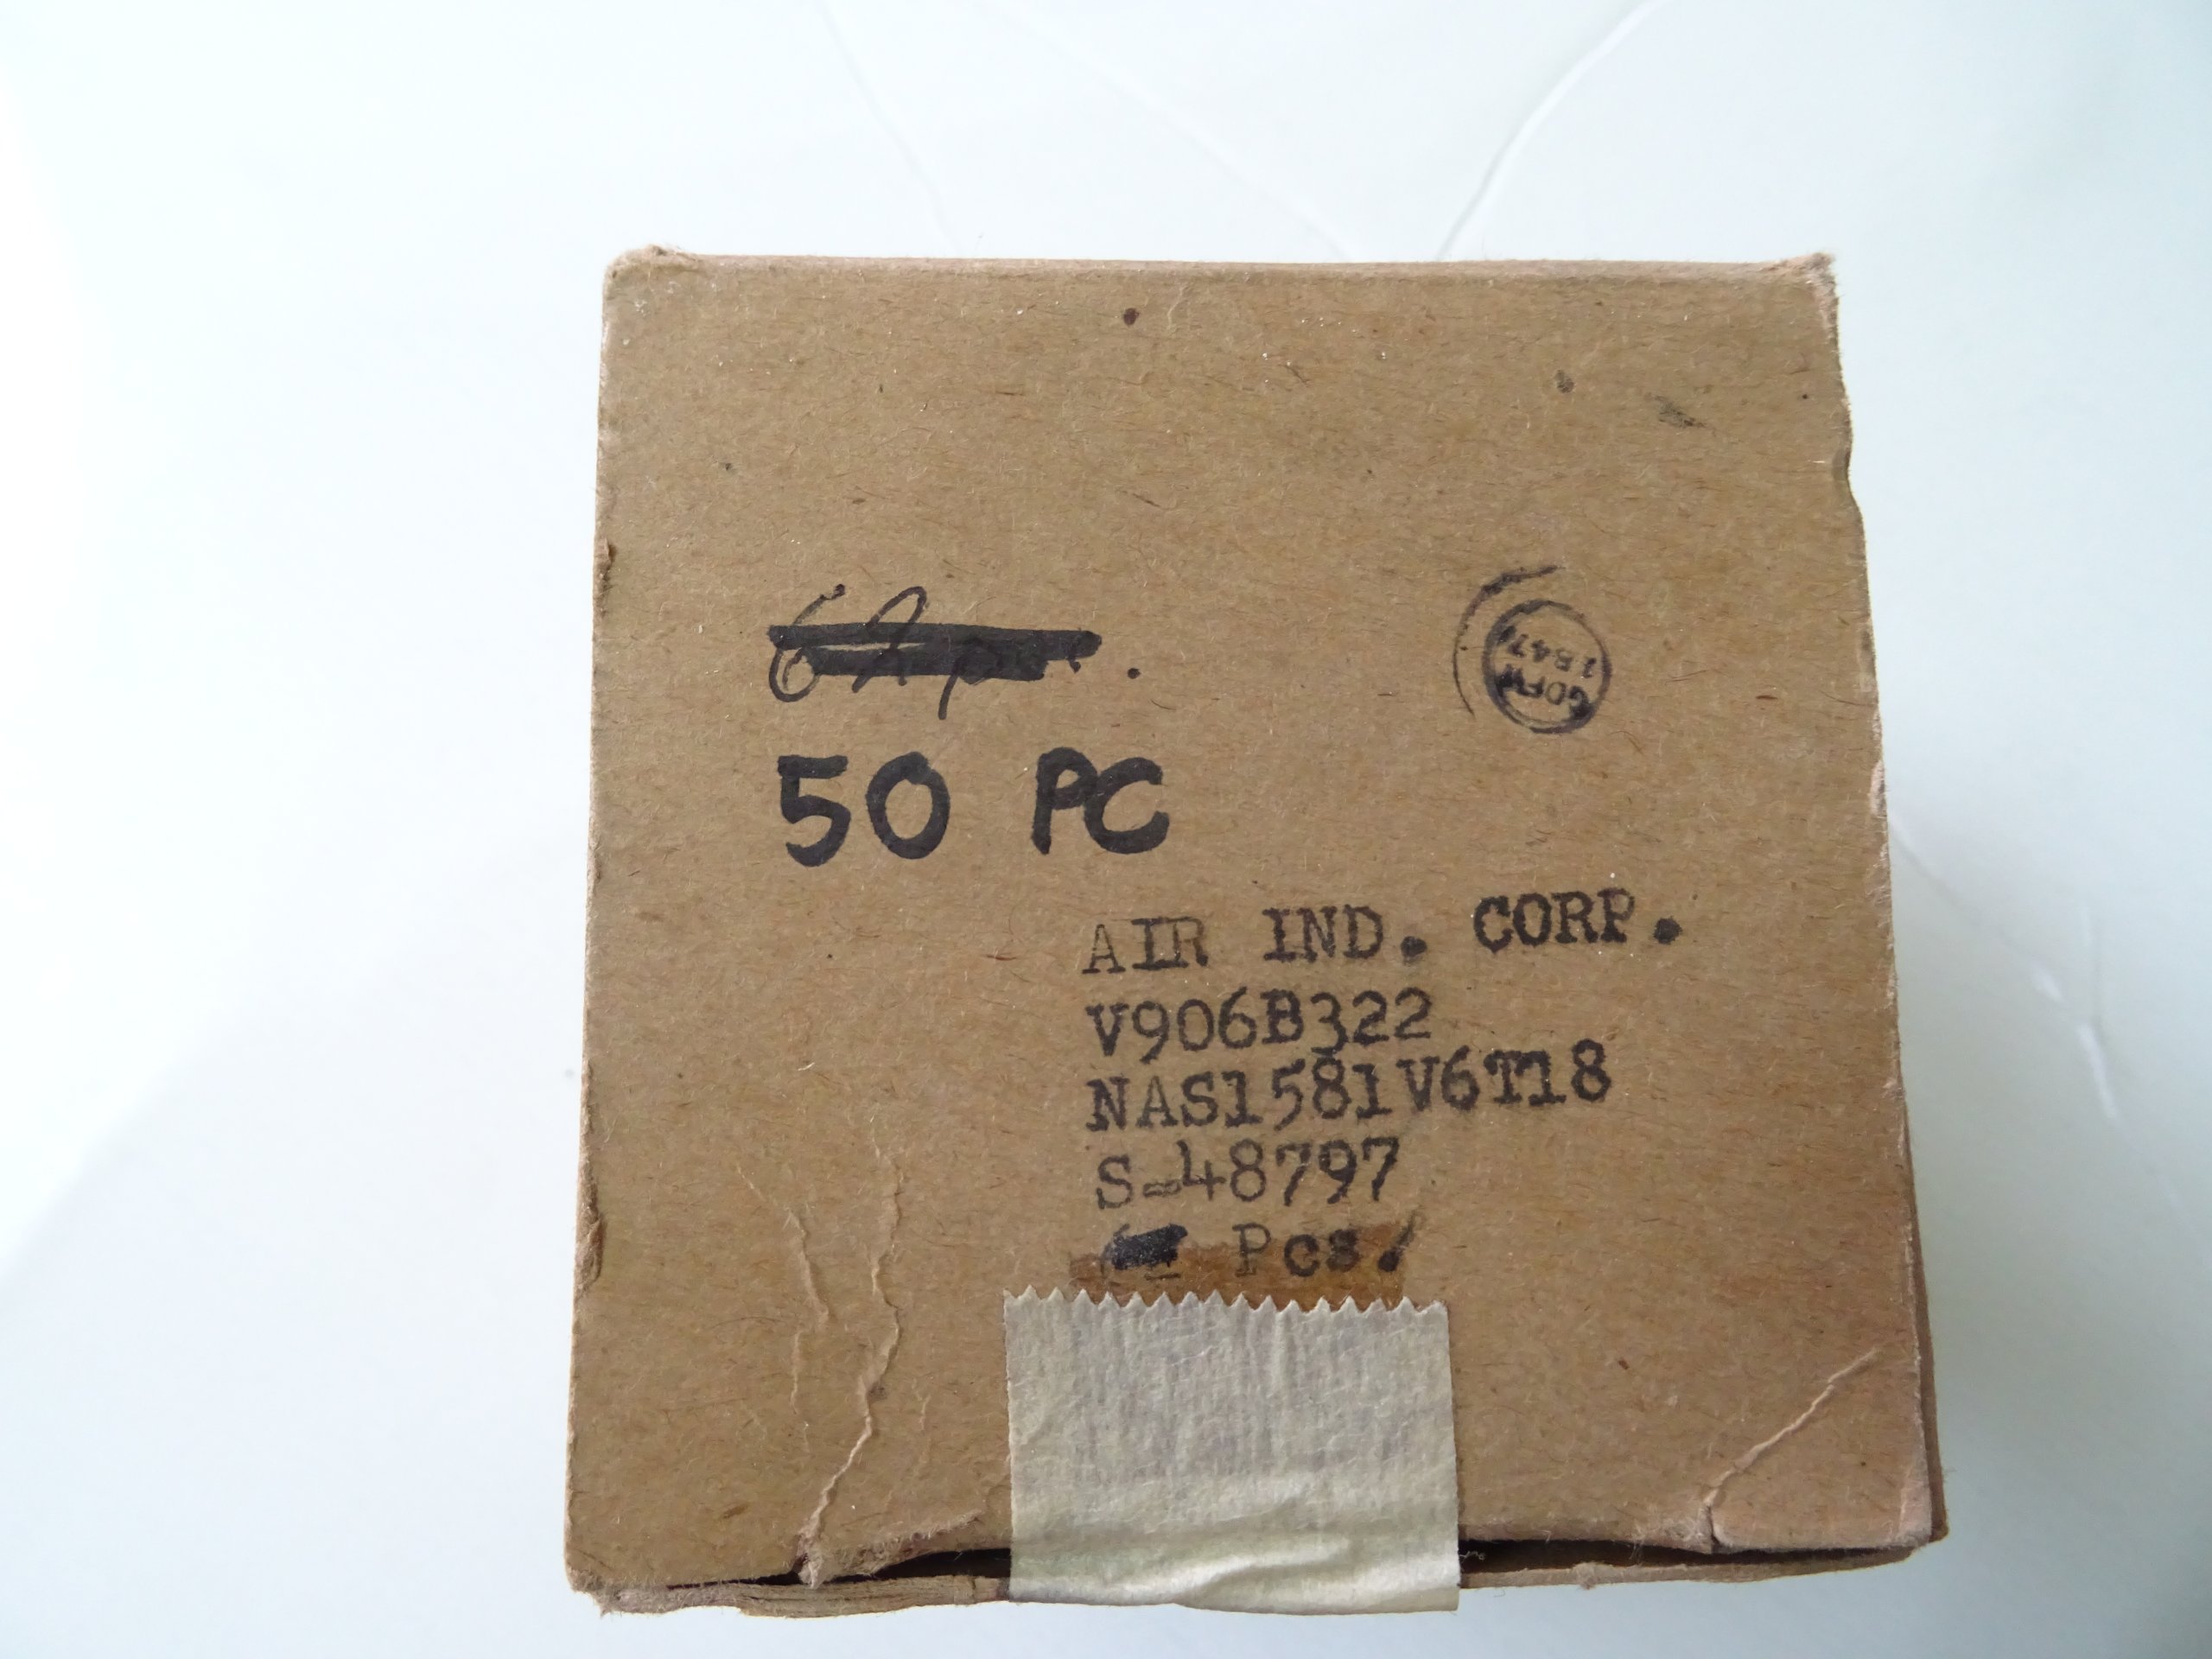 50 PC
AIR IND. CORP.
V906B322
NAS1581V6T18
S-48797
Pcs.